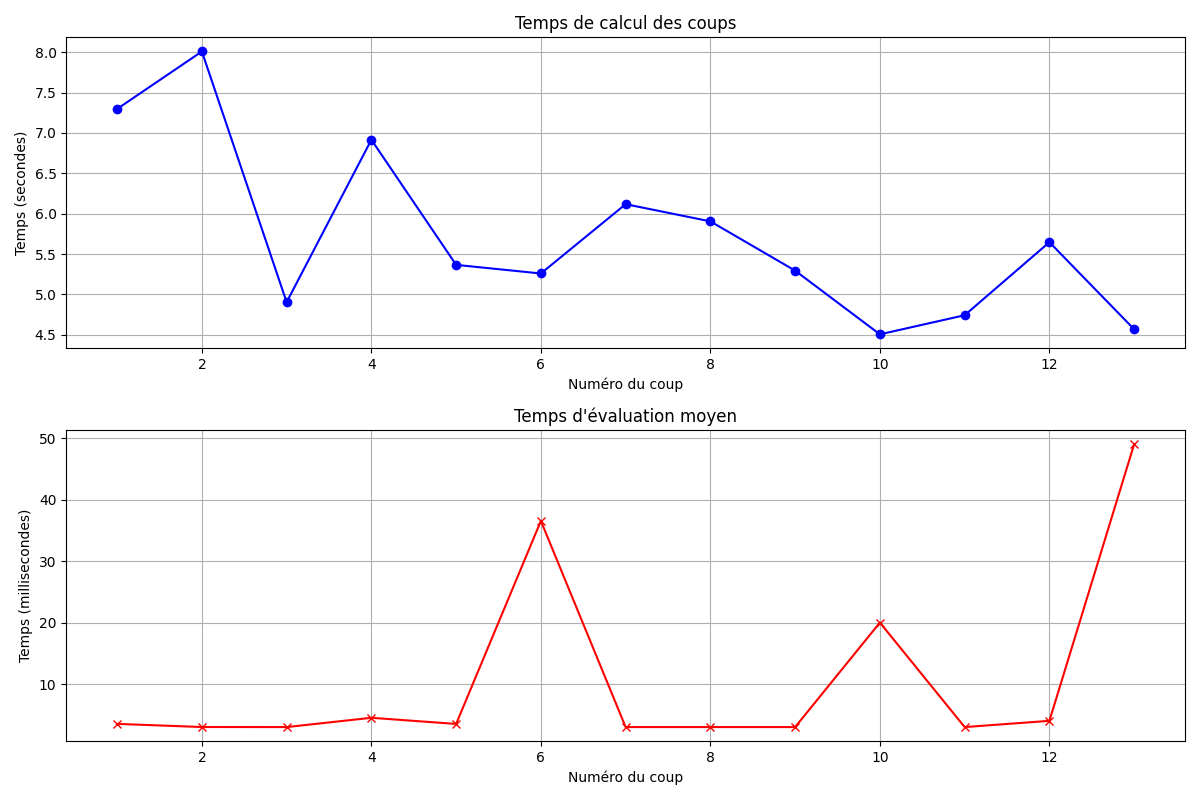 Temps de calcul des coups
8.0
7.5
7.0
6.5
6.0
5.5
5.0
4.5
Temps (secondes)
2 4 6 8 10 12
Numéro du coup
Temps d'évaluation moyen
50
40
30
20
10
Temps (millisecondes)
2 4 6 8 10 12
Numéro du coup